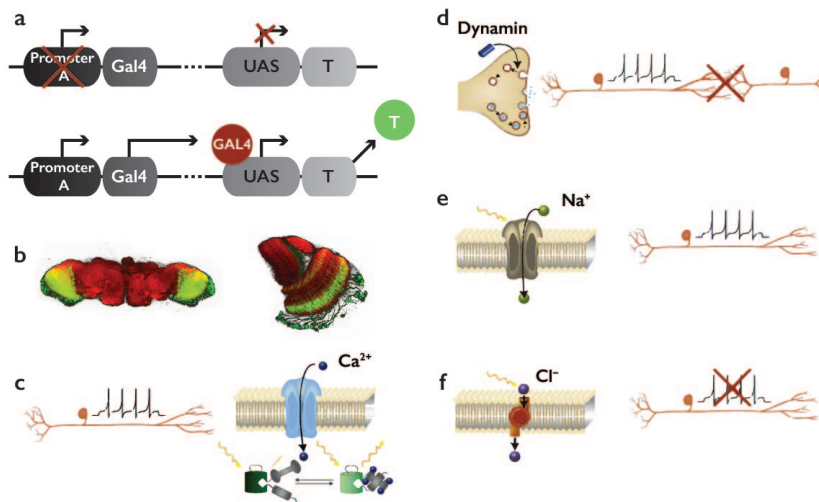 a
Promoter
A
Gal4
UAS
T
T
GAL4
Promoter
A
Gal4
UAS
T
b
c
Ca²⁺
d
Dynamin
e
Na⁺
f
Cl⁻